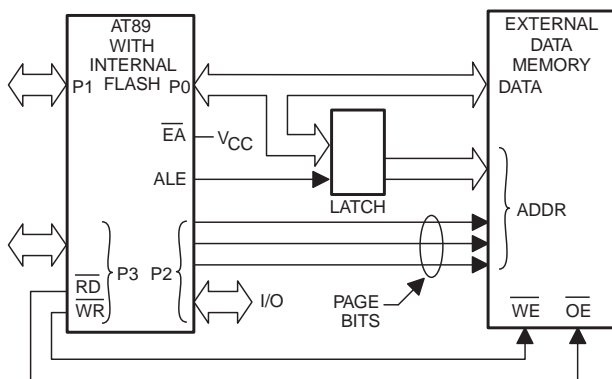 AT89
WITH
INTERNAL
FLASH
P1
P0
EA
VCC
ALE
LATCH
P3
P2
RD
WR
I/O
PAGE
BITS
EXTERNAL
DATA
MEMORY
DATA
ADDR
WE
OE